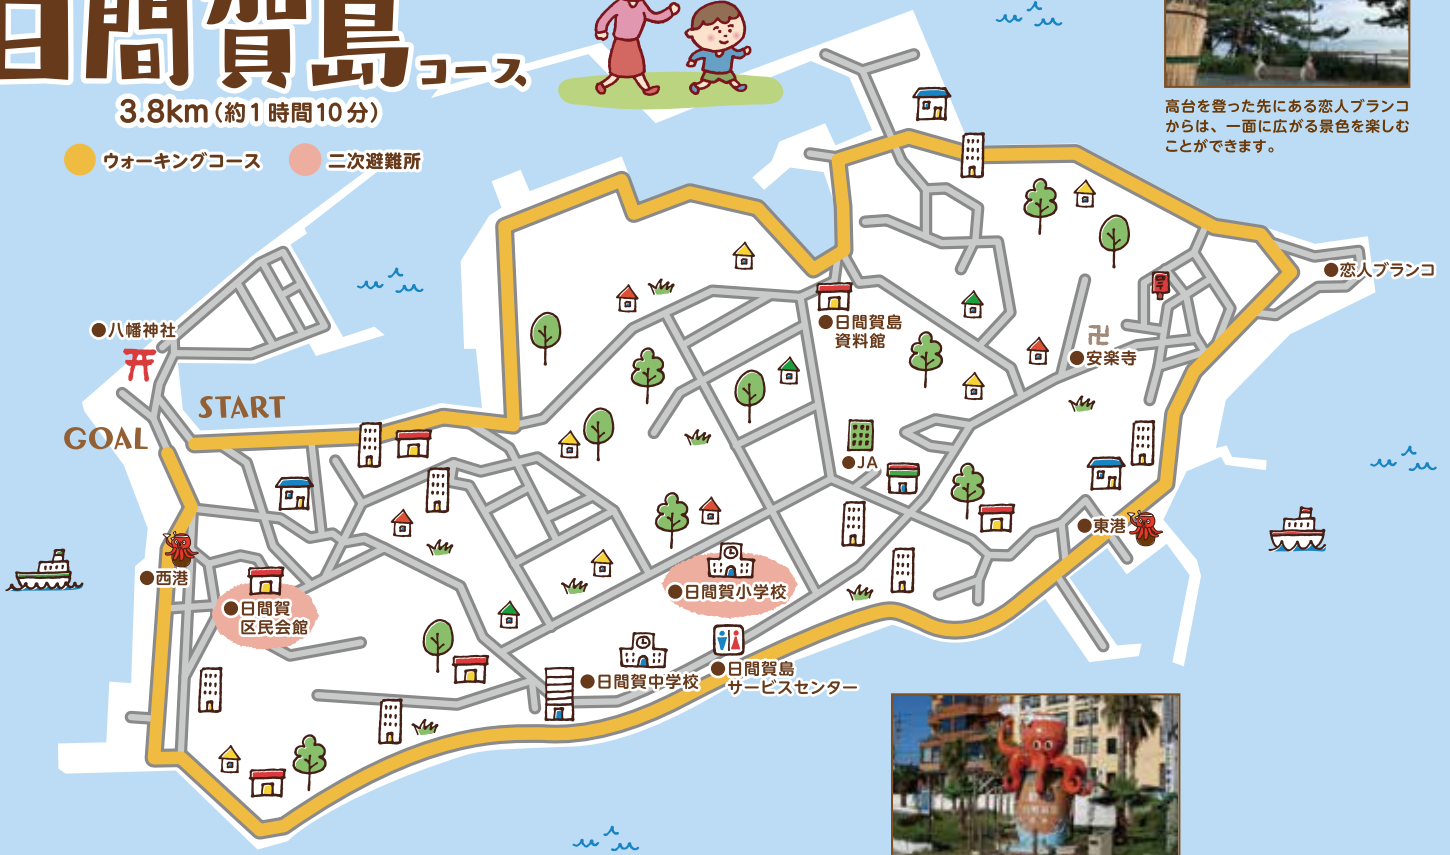 日間賀島コース
3.8km(約1時間10分)
ウォーキングコース
二次避難所
高台を登った先にある恋人ブランコ
からは、一面に広がる景色を楽しむ
ことができます。
●恋人ブランコ
●八幡神社
START
GOAL
●日間賀島
資料館
●安楽寺
●JA
●東港
●西港
●日間賀
区民会館
●日間賀小学校
●日間賀中学校
●日間賀島
サービスセンター